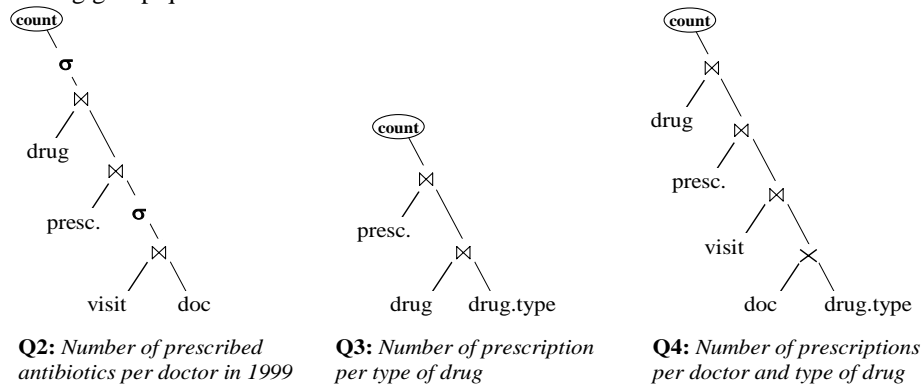 count
σ
⋈
drug
⋈
presc.
σ
⋈
visit doc
Q2: Number of prescribed
antibiotics per doctor in 1999
count
⋈
presc.
⋈
drug drug.type
Q3: Number of prescription
per type of drug
count
⋈
drug
⋈
presc.
⋈
visit
×
doc drug.type
Q4: Number of prescriptions
per doctor and type of drug